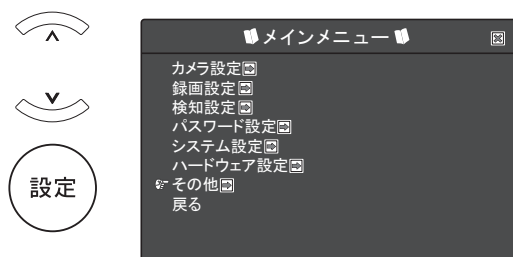 メインメニュー
カメラ設定
録画設定
検知設定
パスワード設定
システム設定
ハードウェア設定
その他
戻る
設定